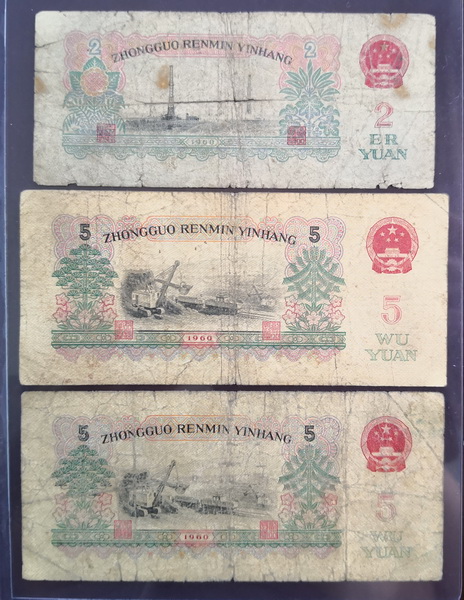 2 ZHONGGUO RENMIN YINHANG 2
2
ER
YUAN
1960
5 ZHONGGUO RENMIN YINHANG 5
5
WU
YUAN
1960
5 ZHONGGUO RENMIN YINHANG 5
5
WU
YUAN
1960